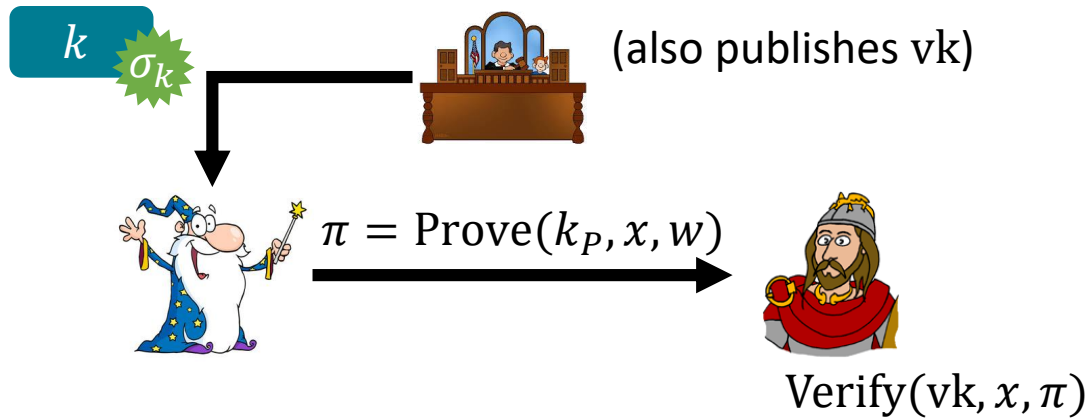 k
σ_k
(also publishes vk)
π = Prove(k_P, x, w)
Verify(vk, x, π)